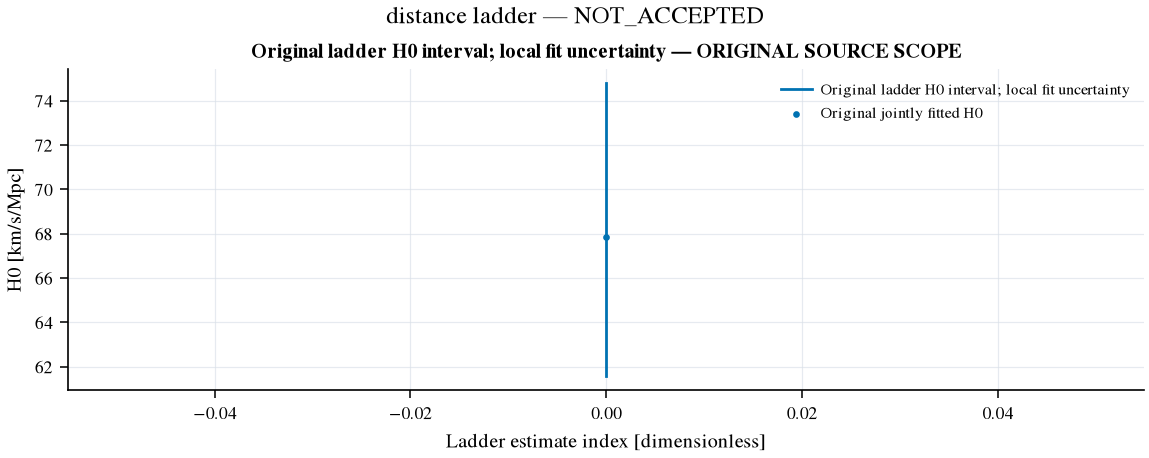 distance ladder — NOT_ACCEPTED
Original ladder H0 interval; local fit uncertainty — ORIGINAL SOURCE SCOPE
Original ladder H0 interval; local fit uncertainty
Original jointly fitted H0
H0 [km/s/Mpc]
74
72
70
68
66
64
62
−0.04
−0.02
0.00
0.02
0.04
Ladder estimate index [dimensionless]